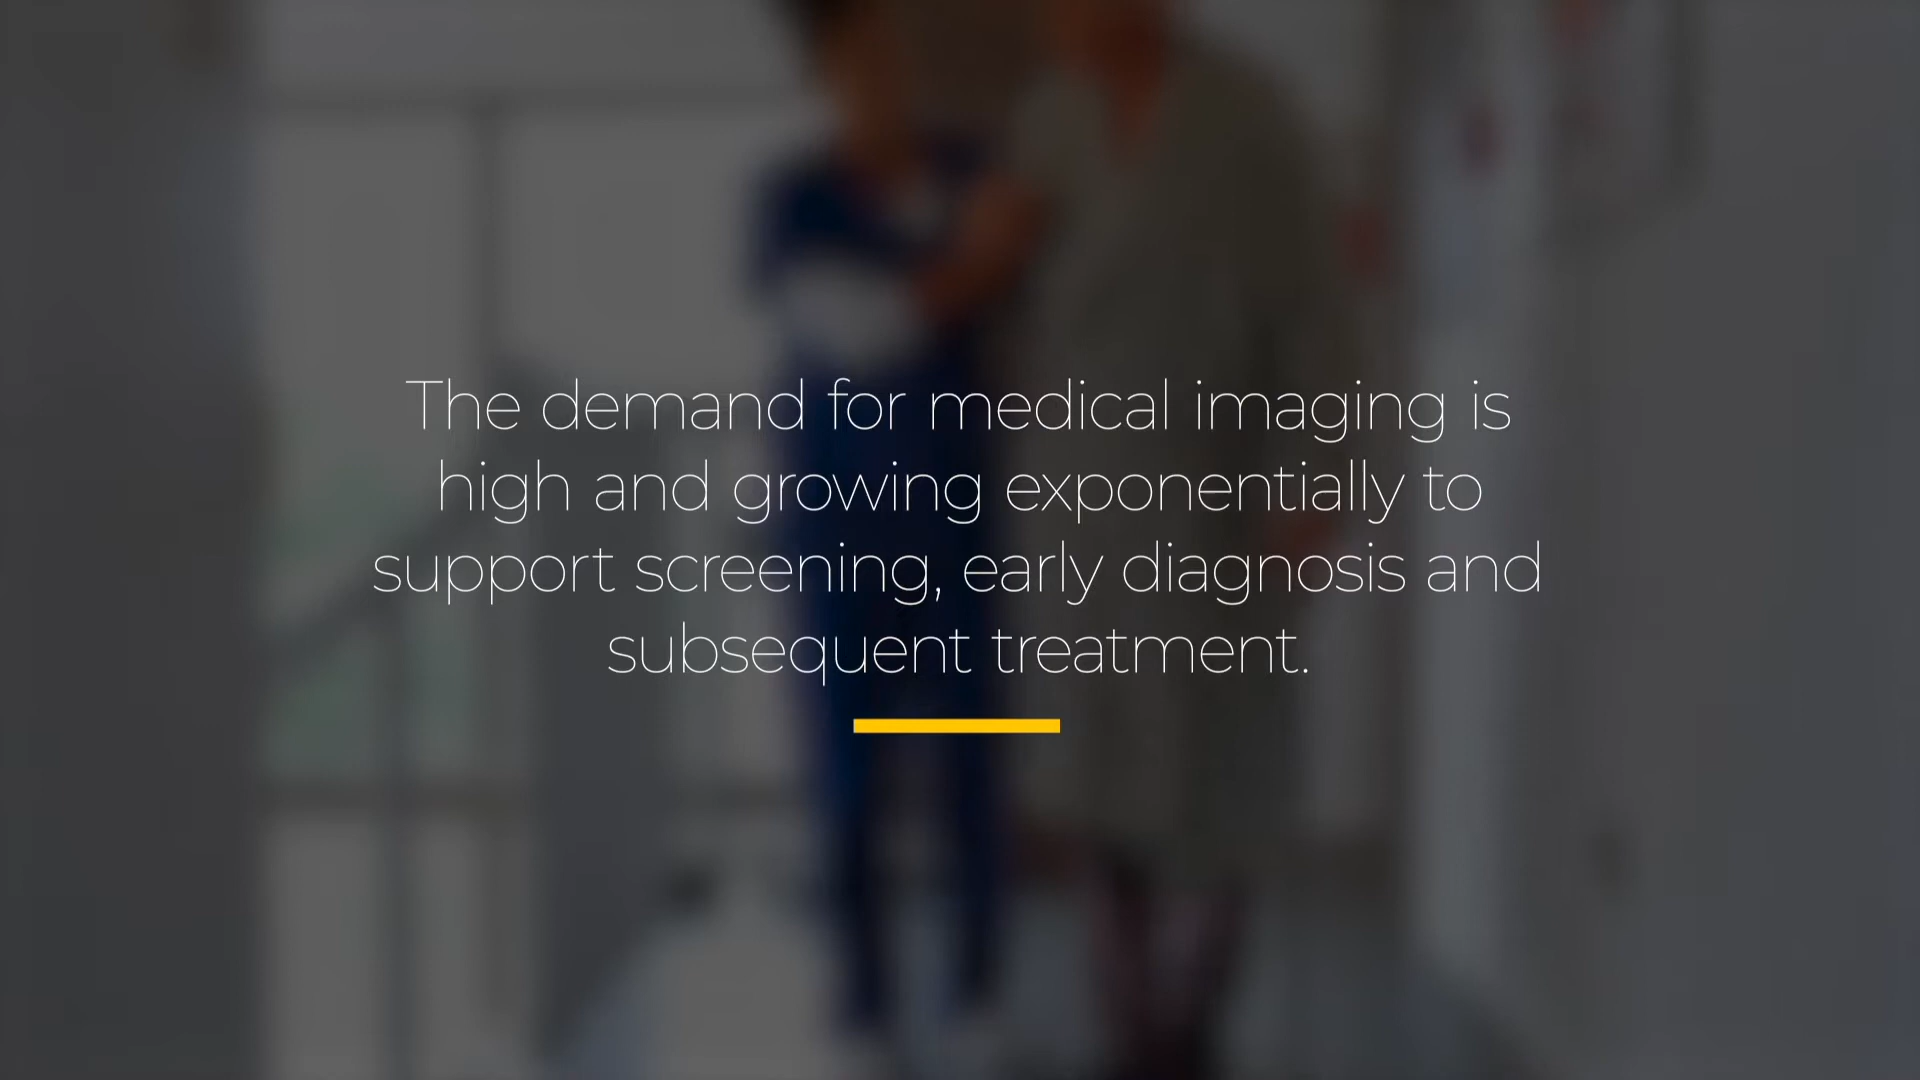 The demand for medical imaging is
high and growing exponentially to
support screening, early diagnosis and
subsequent treatment.